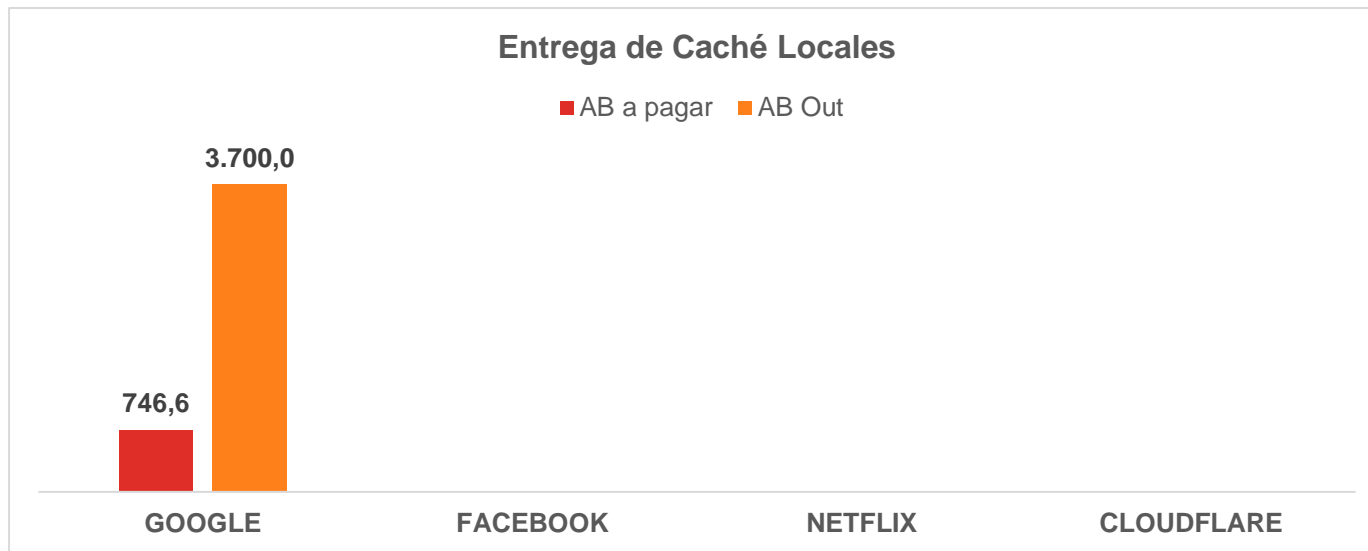 Entrega de Caché Locales
AB a pagar AB Out
3.700,0
746,6
GOOGLE FACEBOOK NETFLIX CLOUDFLARE